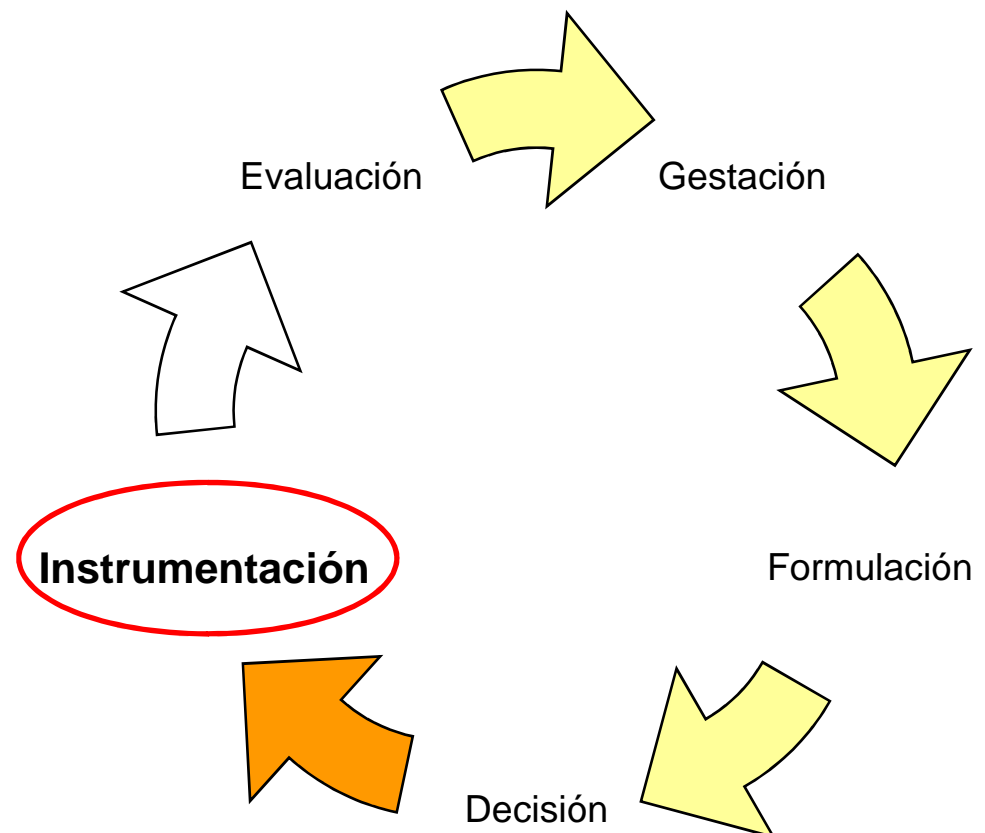 Evaluación
Gestación
Instrumentación
Formulación
Decisión